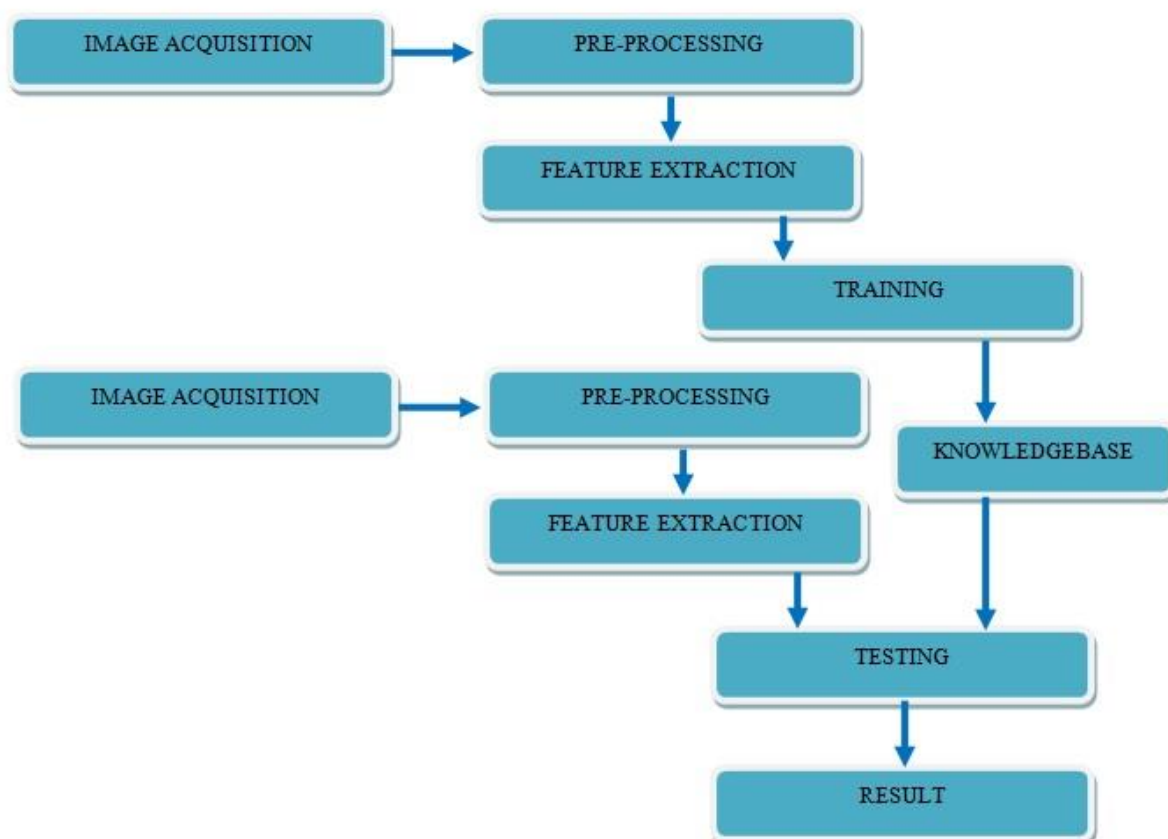 IMAGE ACQUISITION
PRE-PROCESSING
FEATURE EXTRACTION
TRAINING
IMAGE ACQUISITION
PRE-PROCESSING
KNOWLEDGEBASE
FEATURE EXTRACTION
TESTING
RESULT